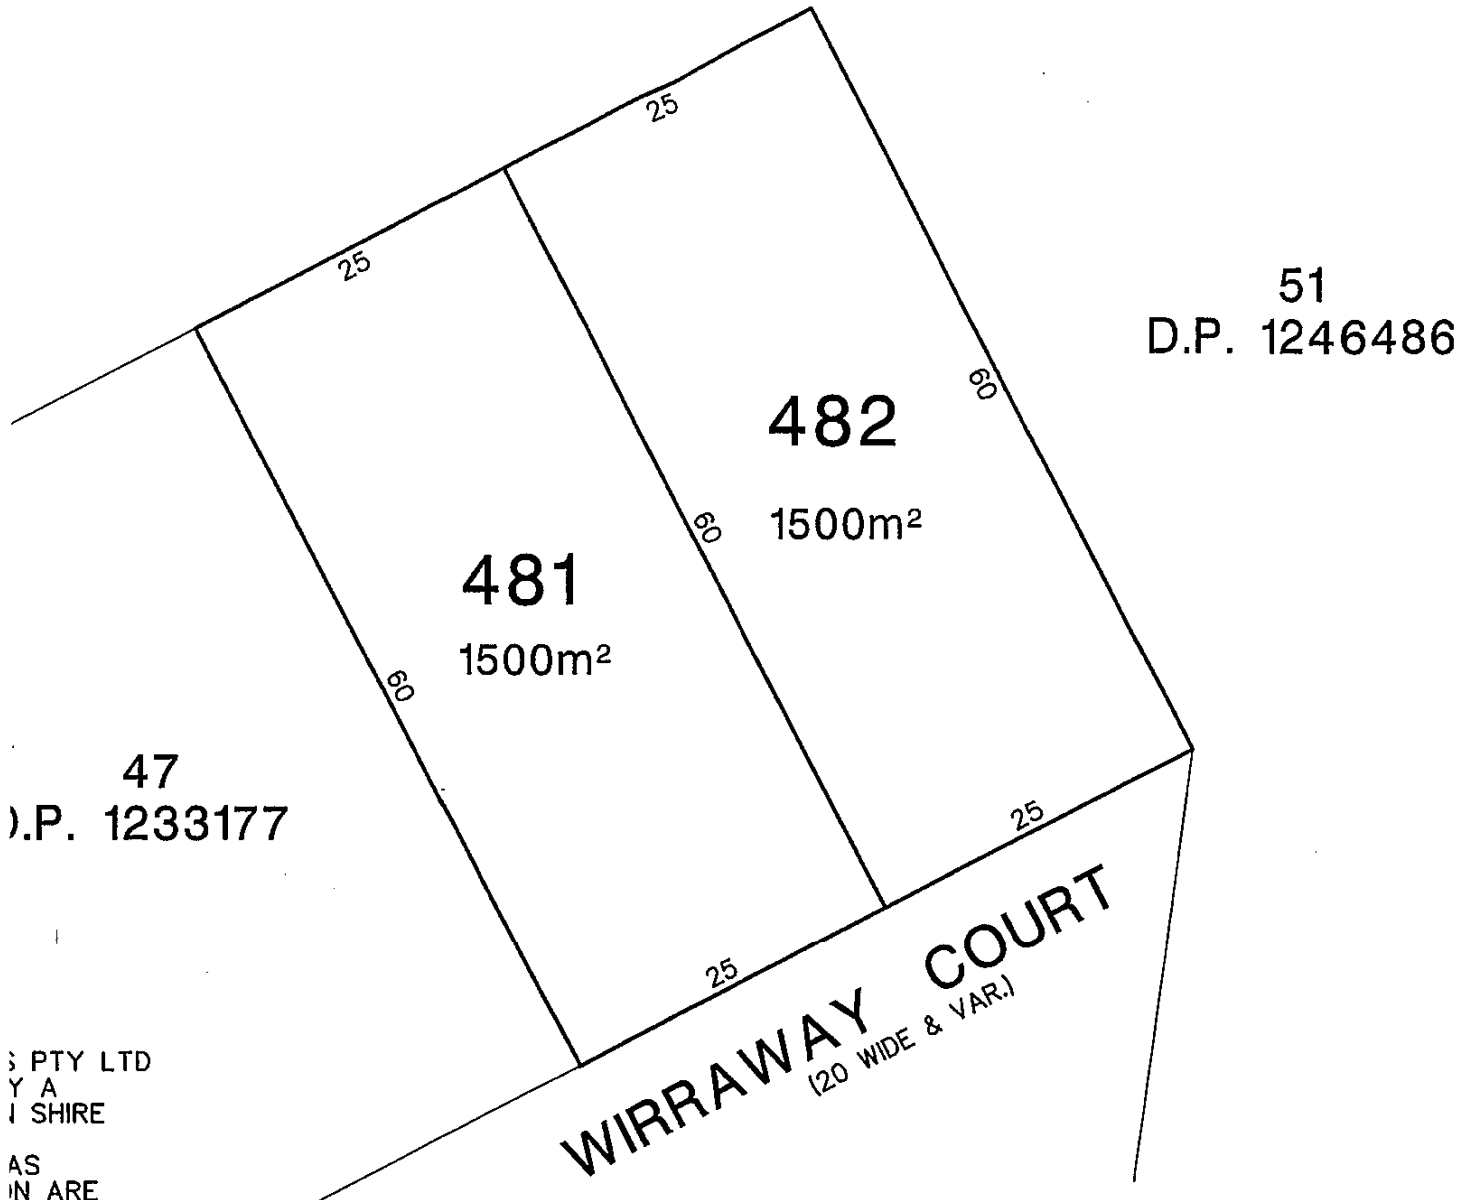 25
25
51
D.P. 1246486
60
482
1500m²
60
481
1500m²
60
47
.P. 1233177
25
25
WIRRAWAY COURT
(20 WIDE & VAR.)
PTY LTD
Y A
SHIRE
AS
ARE